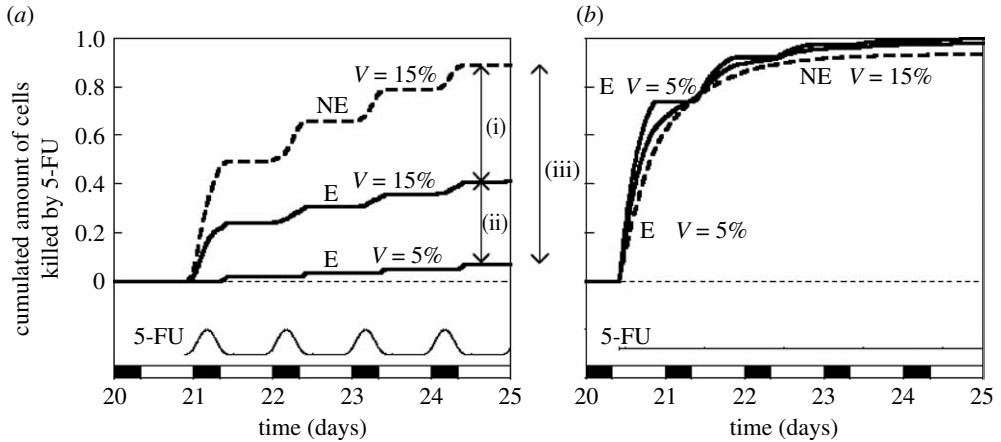 (a)
(b)
cumulated amount of cells
killed by 5-FU
1.0
0.8
0.6
0.4
0.2
0
V = 15%
NE
(i)
E V = 15%
(ii)
E V = 5%
(iii)
5-FU
20 21 22 23 24 25
time (days)
E V = 5%
NE V = 15%
E V = 5%
5-FU
20 21 22 23 24 25
time (days)